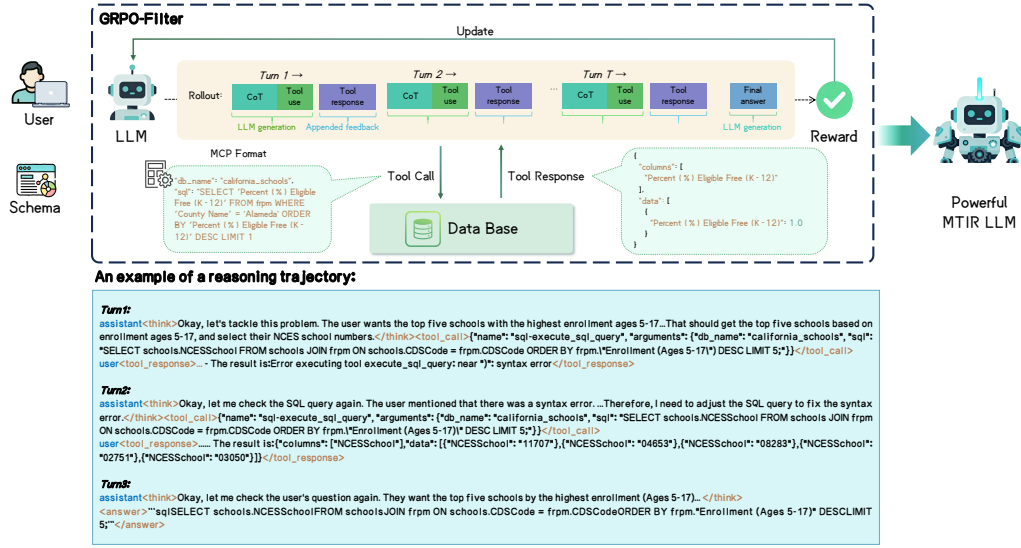 GRPO-Filter
Update
User
Schema
LLM
Rollout:
Turn 1 →
CoT
Tool use
Tool response
LLM generation
Appended feedback
Turn 2 →
CoT
Tool use
Tool response
...
Turn T→
CoT
Tool use
Tool response
Final answer
LLM generation
Reward
Powerful
MTIR LLM
MCP Format
"db_name": "california_schools",
"sql": "SELECT 'Percent (%) Eligible
Free (K-12)' FROM frpm WHERE
'County Name' = 'Alameda' ORDER
BY 'Percent (%) Eligible Free (K-
12)' DESC LIMIT 1
Tool Call
Tool Response
Data Base
{
"columns": [
"Percent (%) Eligible Free (K-12)"
],
"data": [
{
"Percent (%) Eligible Free (K-12)": 1.0
}
}
An example of a reasoning trajectory:
Turn1:
assistant<think>Okay, let's tackle this problem. The user wants the top five schools with the highest enrollment ages 5-17...That should get the top five schools based on
enrollment ages 5-17, and select their NCES school numbers.</think><tool_call>{"name": "sql-execute_sql_query", "arguments": {"db_name": "california_schools", "sql":
"SELECT schools.NCESSchool FROM schools JOIN frpm ON schools.CDSCode = frpm.CDSCode ORDER BY frpm.\"Enrollment (Ages 5-17\") DESC LIMIT 5;"}}</tool_call>
user<tool_response>... - The result is:Error executing tool execute_sql_query: near ")": syntax error</tool_response>
Turn2:
assistant<think>Okay, let me check the SQL query again. The user mentioned that there was a syntax error. ...Therefore, I need to adjust the SQL query to fix the syntax
error.</think><tool_call>{"name": "sql-execute_sql_query", "arguments": {"db_name": "california_schools", "sql": "SELECT schools.NCESSchool FROM schools JOIN frpm
ON schools.CDSCode = frpm.CDSCode ORDER BY frpm.\"Enrollment (Ages 5-17)\" DESC LIMIT 5;"}}</tool_call>
user<tool_response>...... The result is:{"columns": ["NCESSchool"],"data": [{"NCESSchool": "11707"},{"NCESSchool": "04653"},{"NCESSchool": "08283"},{"NCESSchool":
"02751"},{"NCESSchool": "03050"}]}</tool_response>
Turn3:
assistant<think>Okay, let me check the user's question again. They want the top five schools by the highest enrollment (Ages 5-17)... </think>
<answer>```sqlSELECT schools.NCESSchoolFROM schoolsJOIN frpm ON schools.CDSCode = frpm.CDSCodeORDER BY frpm."Enrollment (Ages 5-17)" DESCLIMIT
5;```</answer>